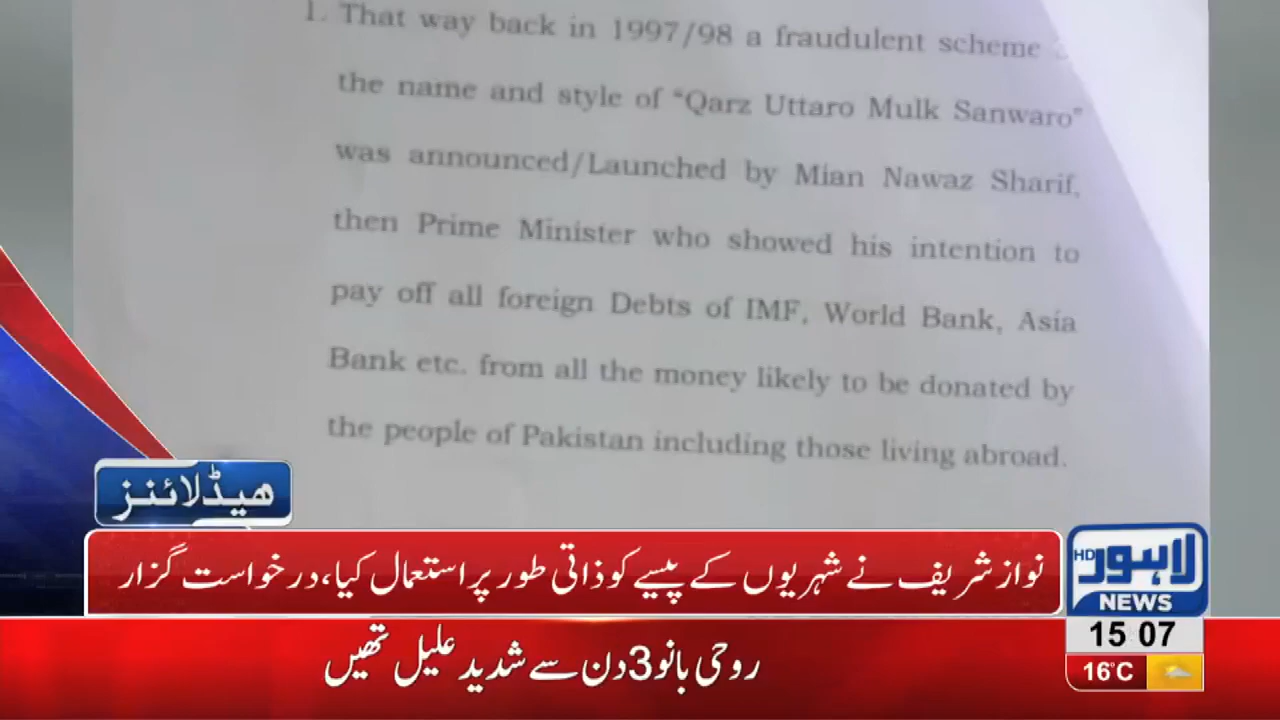 1. That way back in 1997/98 a fraudulent scheme
the name and style of “Qarz Uttaro Mulk Sanwaro”
was announced/Launched by Mian Nawaz Sharif,
then Prime Minister who showed his intention to
pay off all foreign Debts of IMF, World Bank, Asia
Bank etc. from all the money likely to be donated by
the people of Pakistan including those living abroad.
ہیڈلائنز
نواز شریف نے شہریوں کے پیسے کو ذاتی طور پر استعمال کیا، درخواست گزار
لاہور HD
NEWS
روحی بانو 3 دن سے شدید علیل تھیں
15 07
16°C